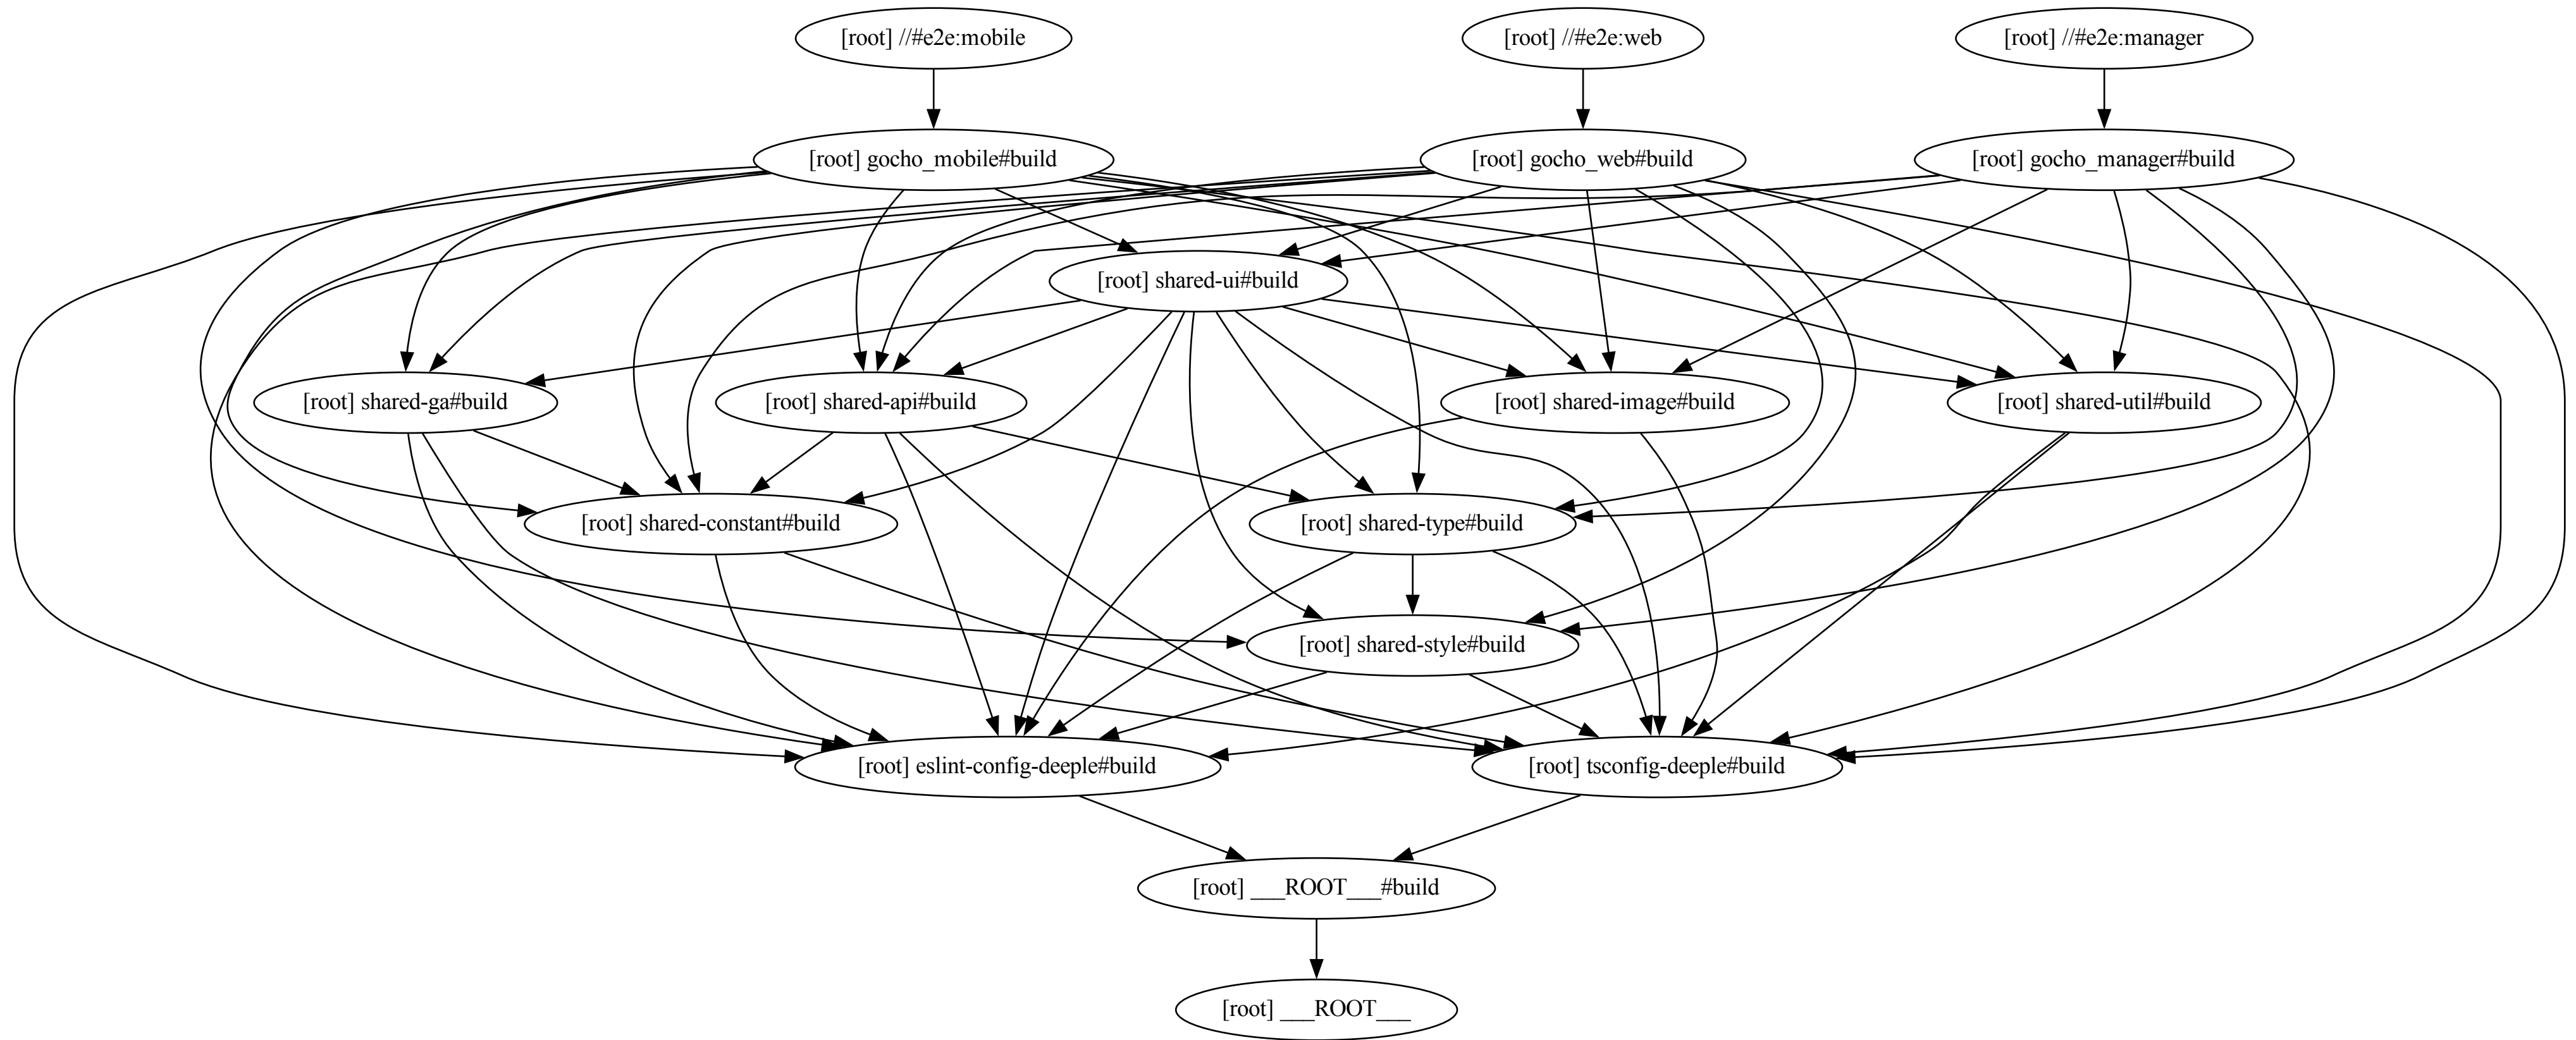 [root] //#e2e:mobile
[root] //#e2e:web
[root] //#e2e:manager
[root] gocho_mobile#build
[root] gocho_web#build
[root] gocho_manager#build
[root] shared-ui#build
[root] shared-ga#build
[root] shared-api#build
[root] shared-image#build
[root] shared-util#build
[root] shared-constant#build
[root] shared-type#build
[root] shared-style#build
[root] eslint-config-deeple#build
[root] tsconfig-deeple#build
[root] ___ROOT___#build
[root] ___ROOT___